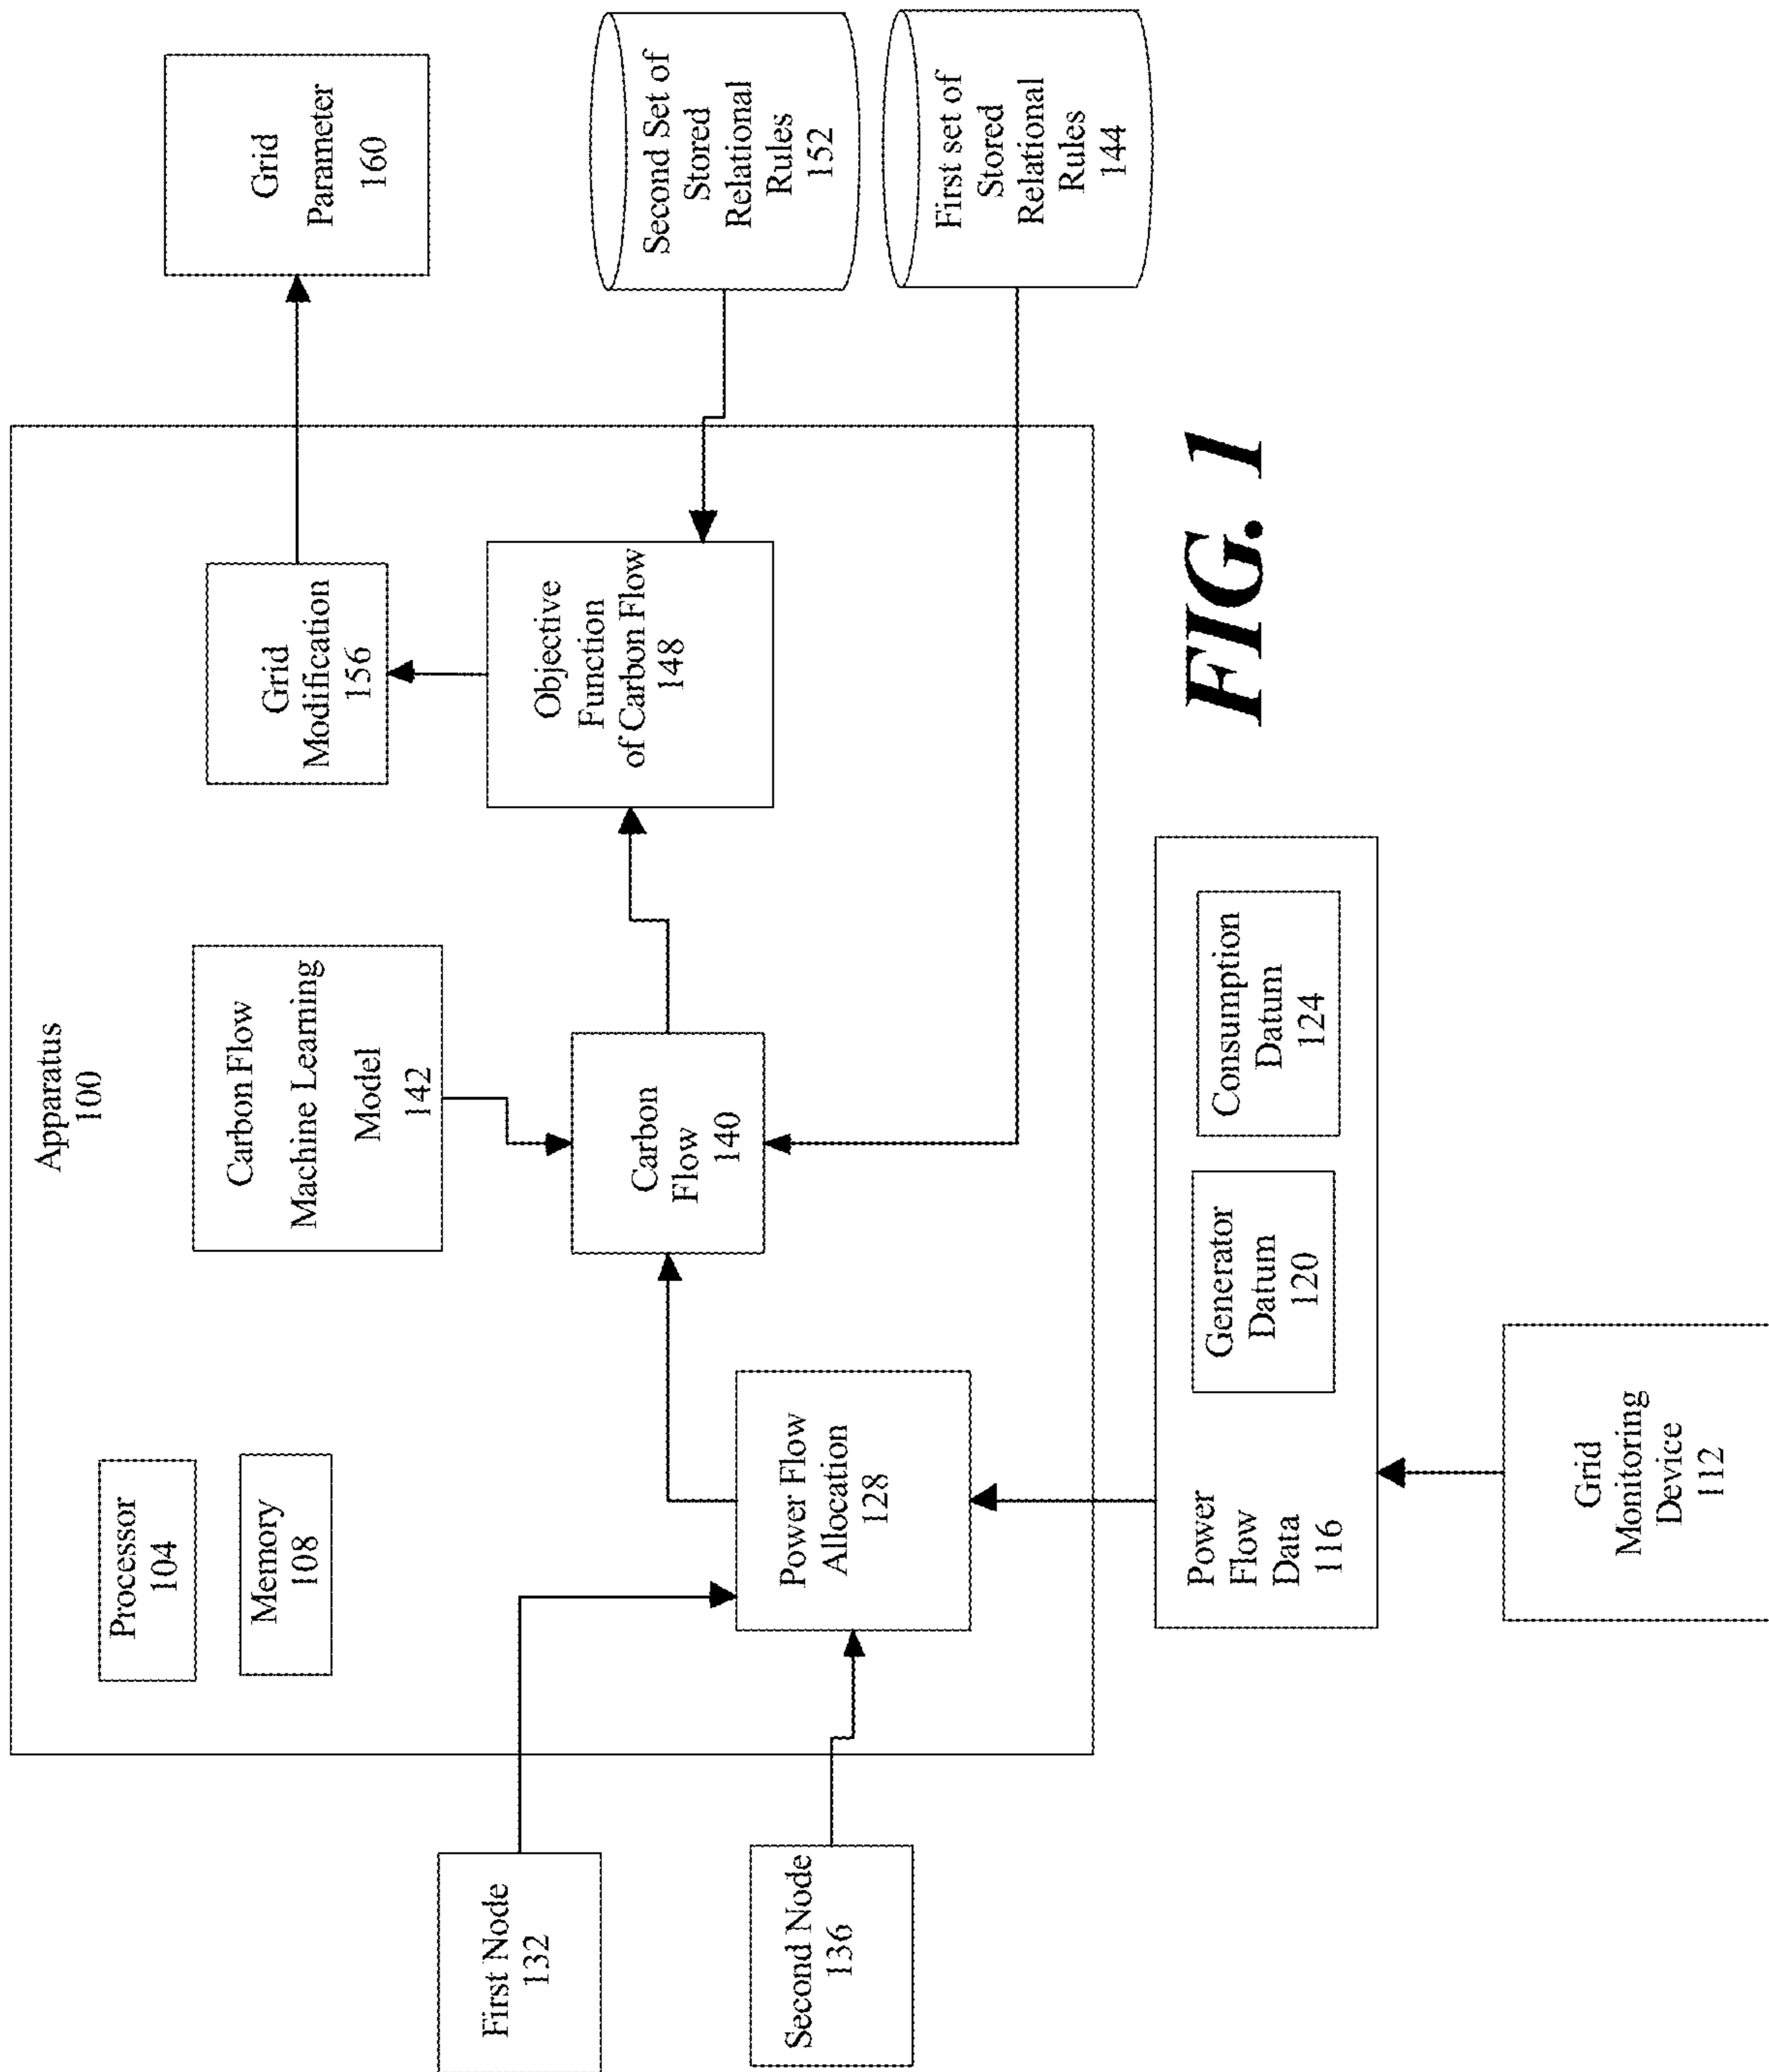 Apparatus
100
Processor
104
Memory
108
Carbon Flow
Machine Learning
Model
142
Grid
Modification
156
Grid
Parameter
160
First Node
132
Second Node
136
Power Flow
Allocation
128
Carbon
Flow
140
Objective
Function
of Carbon Flow
148
Second Set of
Stored
Relational
Rules
152
First set of
Stored
Relational
Rules
144
Power
Flow
Data
116
Generator
Datum
120
Consumption
Datum
124
Grid
Monitoring
Device
112
FIG. 1